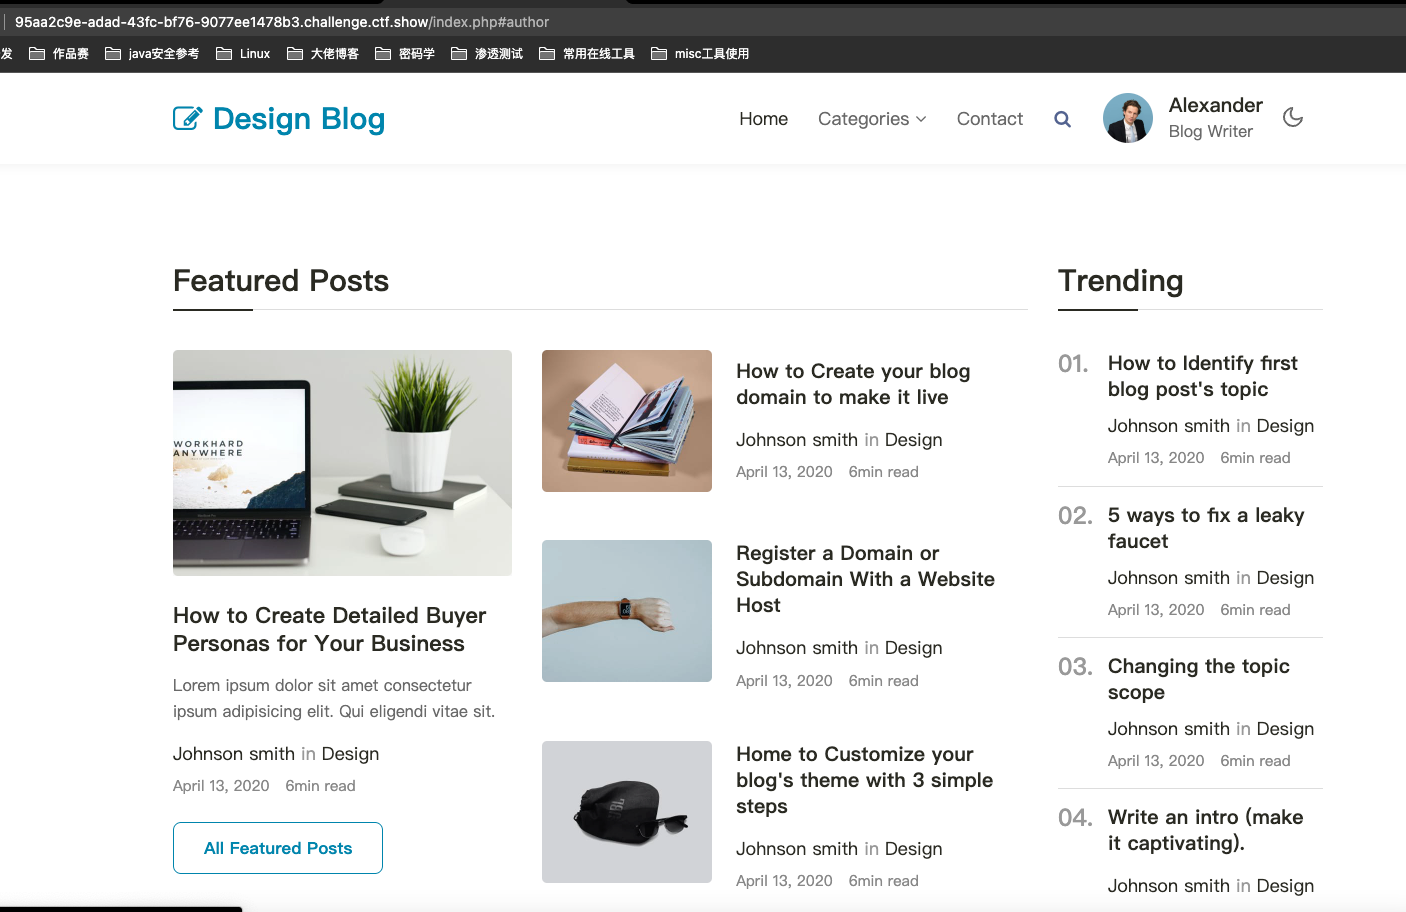 95aa2c9e-adad-43fc-bf76-9077ee1478b3.challenge.ctf.show/index.php#author
发 作品赛 java安全参考 Linux 大佬博客 密码学 渗透测试 常用在线工具 misc工具使用
Design Blog
Home Categories Contact
Alexander
Blog Writer
Featured Posts
WORKHARD
ANYWHERE
How to Create Detailed Buyer
Personas for Your Business
Lorem ipsum dolor sit amet consectetur
ipsum adipisicing elit. Qui eligendi vitae sit.
Johnson smith in Design
April 13, 2020 6min read
All Featured Posts
How to Create your blog
domain to make it live
Johnson smith in Design
April 13, 2020 6min read
Register a Domain or
Subdomain With a Website
Host
Johnson smith in Design
April 13, 2020 6min read
JBL
Home to Customize your
blog's theme with 3 simple
steps
Johnson smith in Design
April 13, 2020 6min read
Trending
01. How to Identify first
blog post's topic
Johnson smith in Design
April 13, 2020 6min read
02. 5 ways to fix a leaky
faucet
Johnson smith in Design
April 13, 2020 6min read
03. Changing the topic
scope
Johnson smith in Design
April 13, 2020 6min read
04. Write an intro (make
it captivating).
Johnson smith in Design